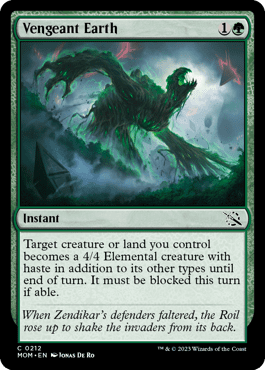 Vengeant Earth 1
Instant
Target creature or land you control
becomes a 4/4 Elemental creature with
haste in addition to its other types until
end of turn. It must be blocked this turn
if able.
When Zendikar's defenders faltered, the Roil
rose up to shake the invaders from its back.
C 0212
MOM • EN Jonas De Ro
™ & © 2023 Wizards of the Coast